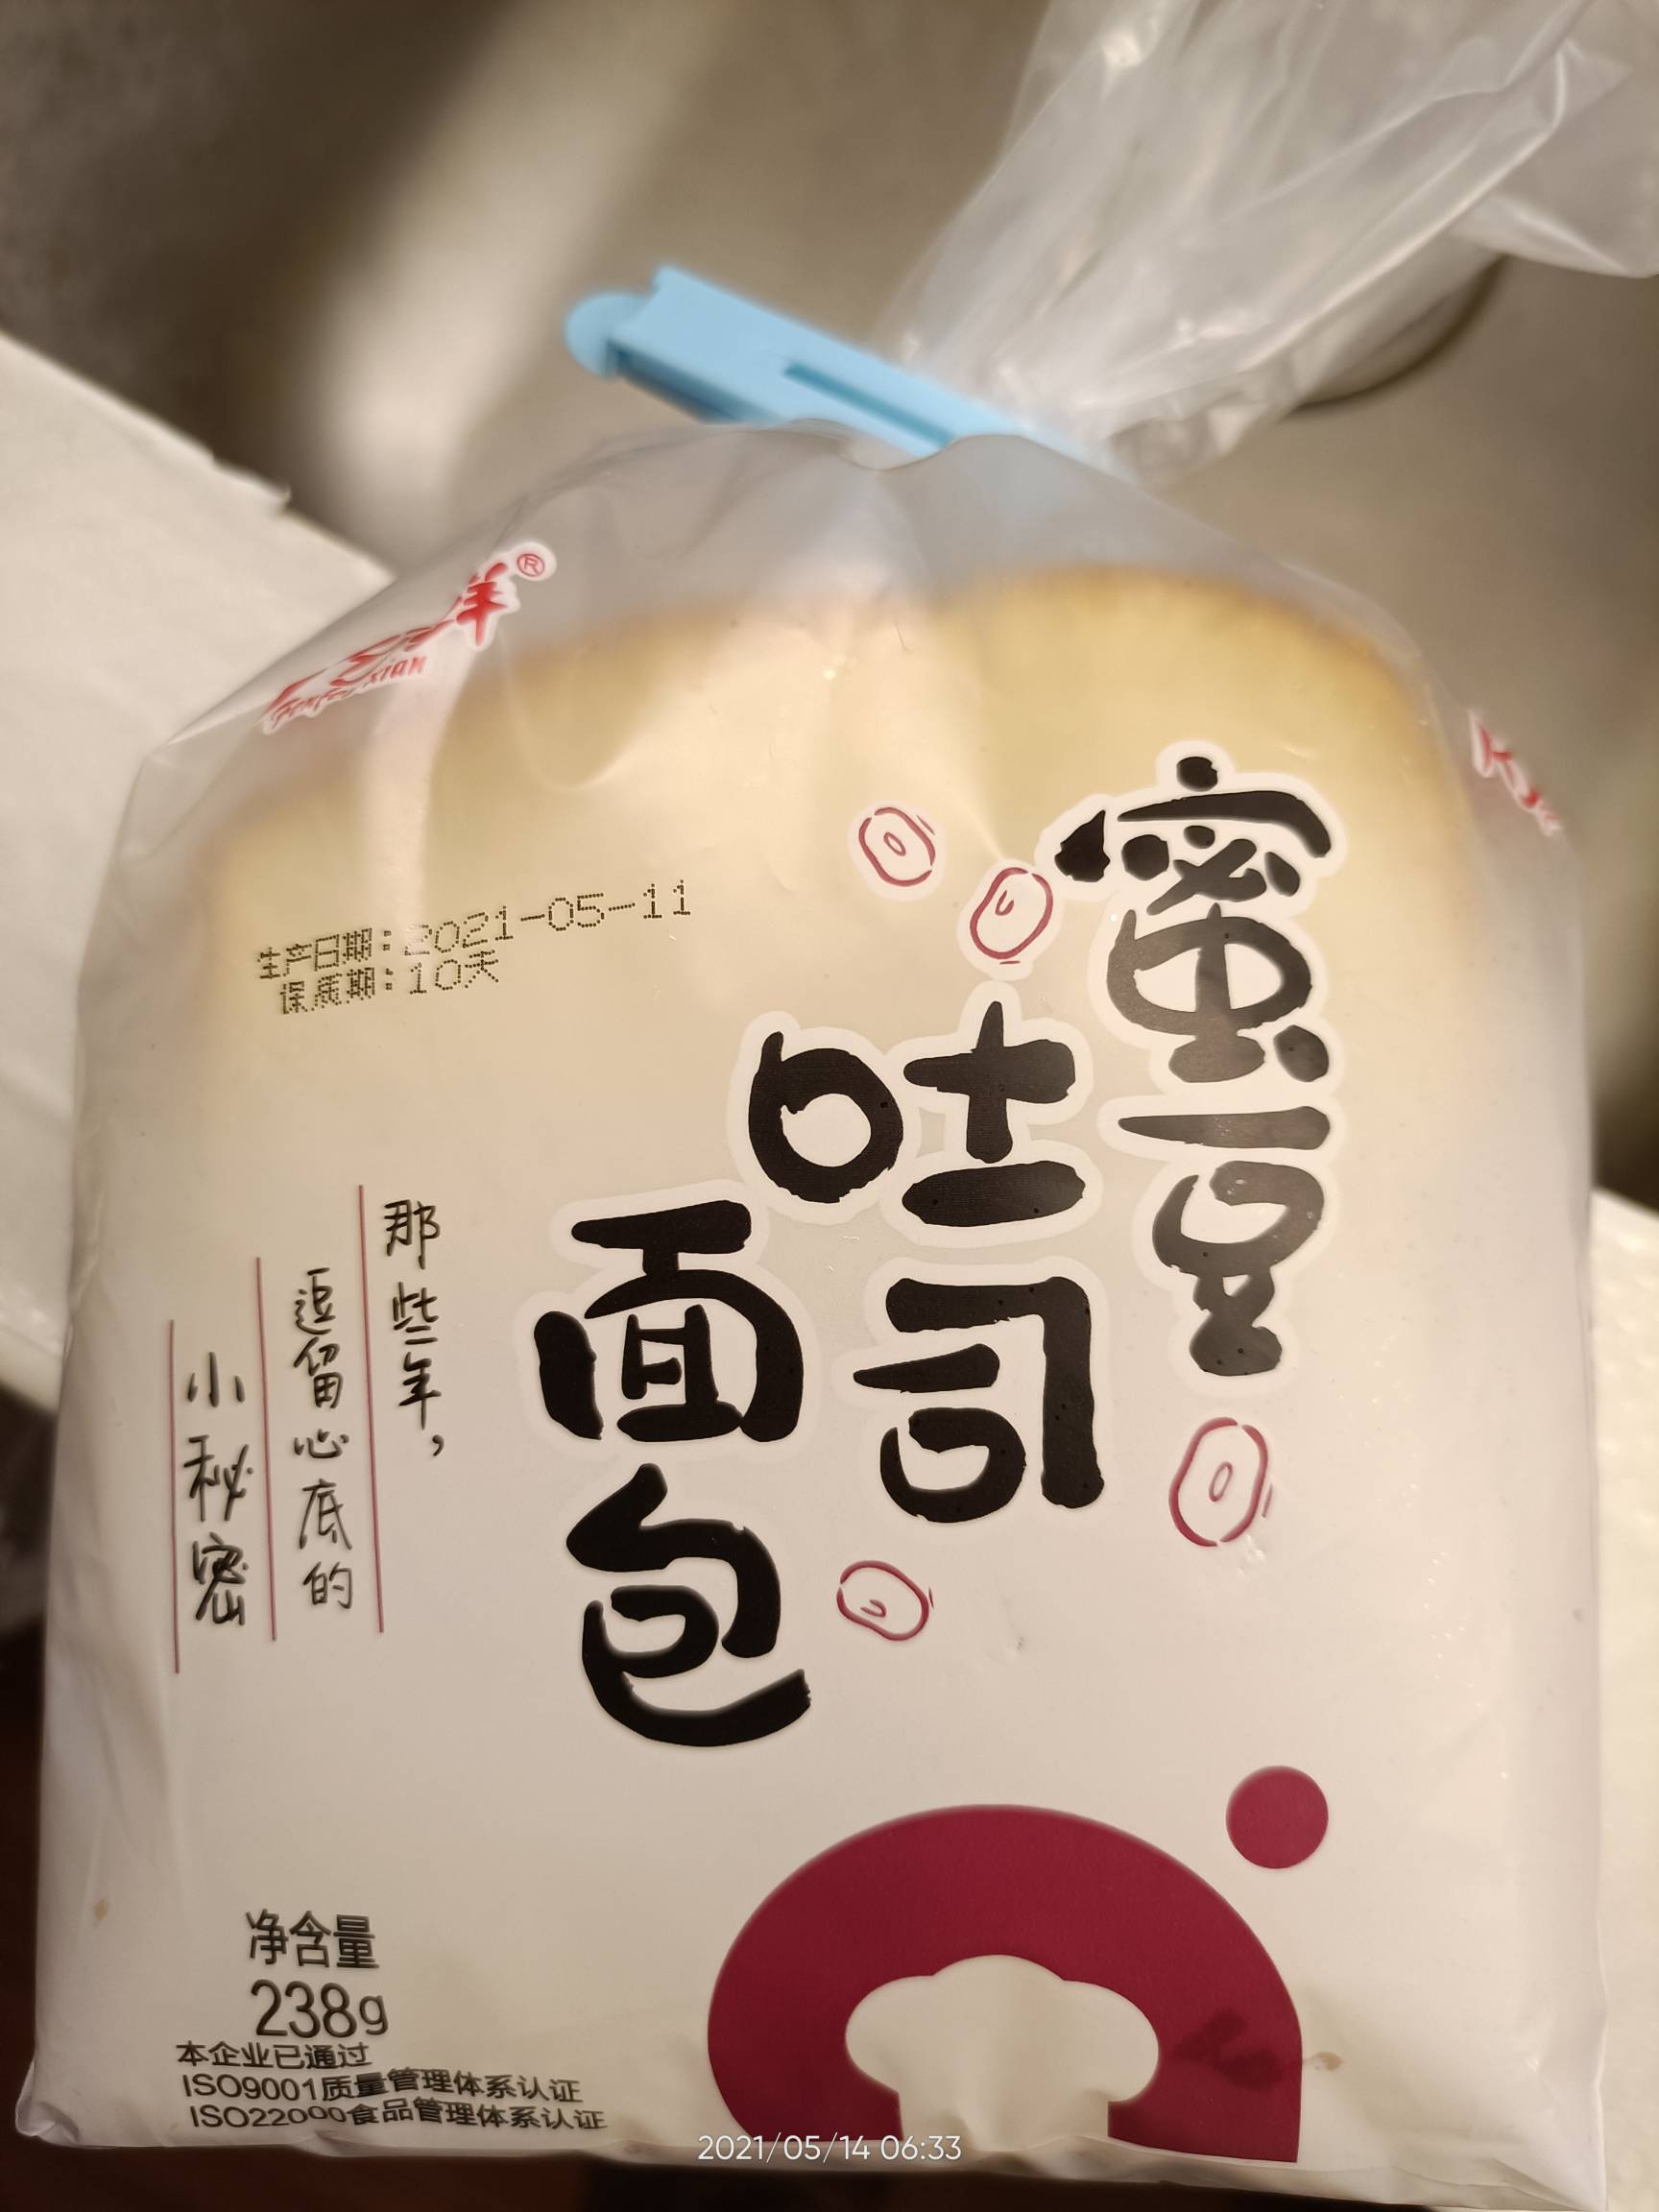 生产日期:2021-05-11
保质期:10天
蜜豆
吐司
面包
那些年,
逗留心底的
小秘密
净含量
238g
本企业已通过
ISO9001质量管理体系认证
ISO22000食品管理体系认证
2021/05/14 06:33